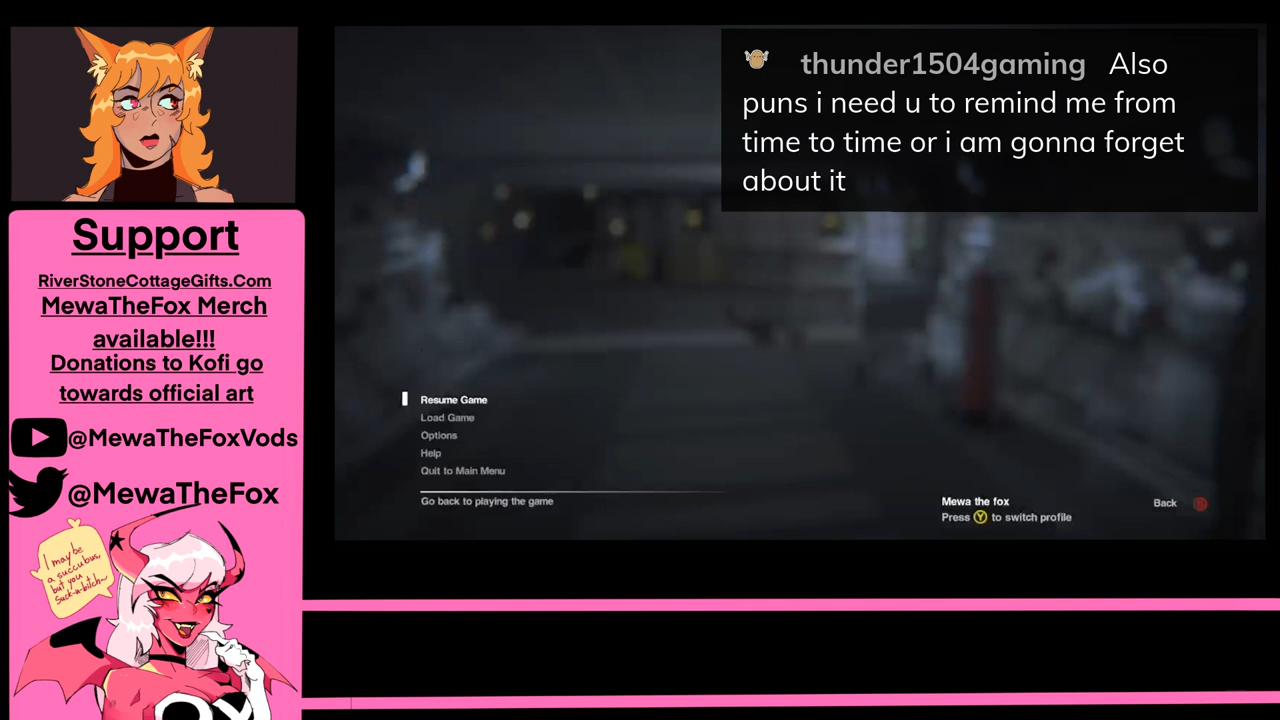 Support
RiverStoneCottageGifts.Com
MewaTheFox Merch
available!!!
Donations to Kofi go
towards official art
@MewaTheFoxVods
@MewaTheFox
I maybe
a succubus,
but you
suck-a-bitch~
thunder1504gaming Also
puns i need u to remind me from
time to time or i am gonna forget
about it
Resume Game
Load Game
Options
Help
Quit to Main Menu
Go back to playing the game
Mewa the fox
Press Y to switch profile
Back B